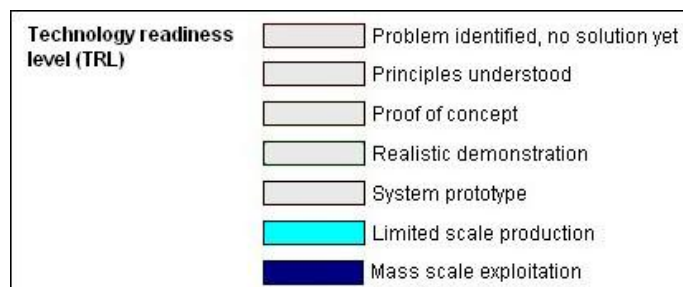 Technology readiness
level (TRL)
Problem identified, no solution yet
Principles understood
Proof of concept
Realistic demonstration
System prototype
Limited scale production
Mass scale exploitation